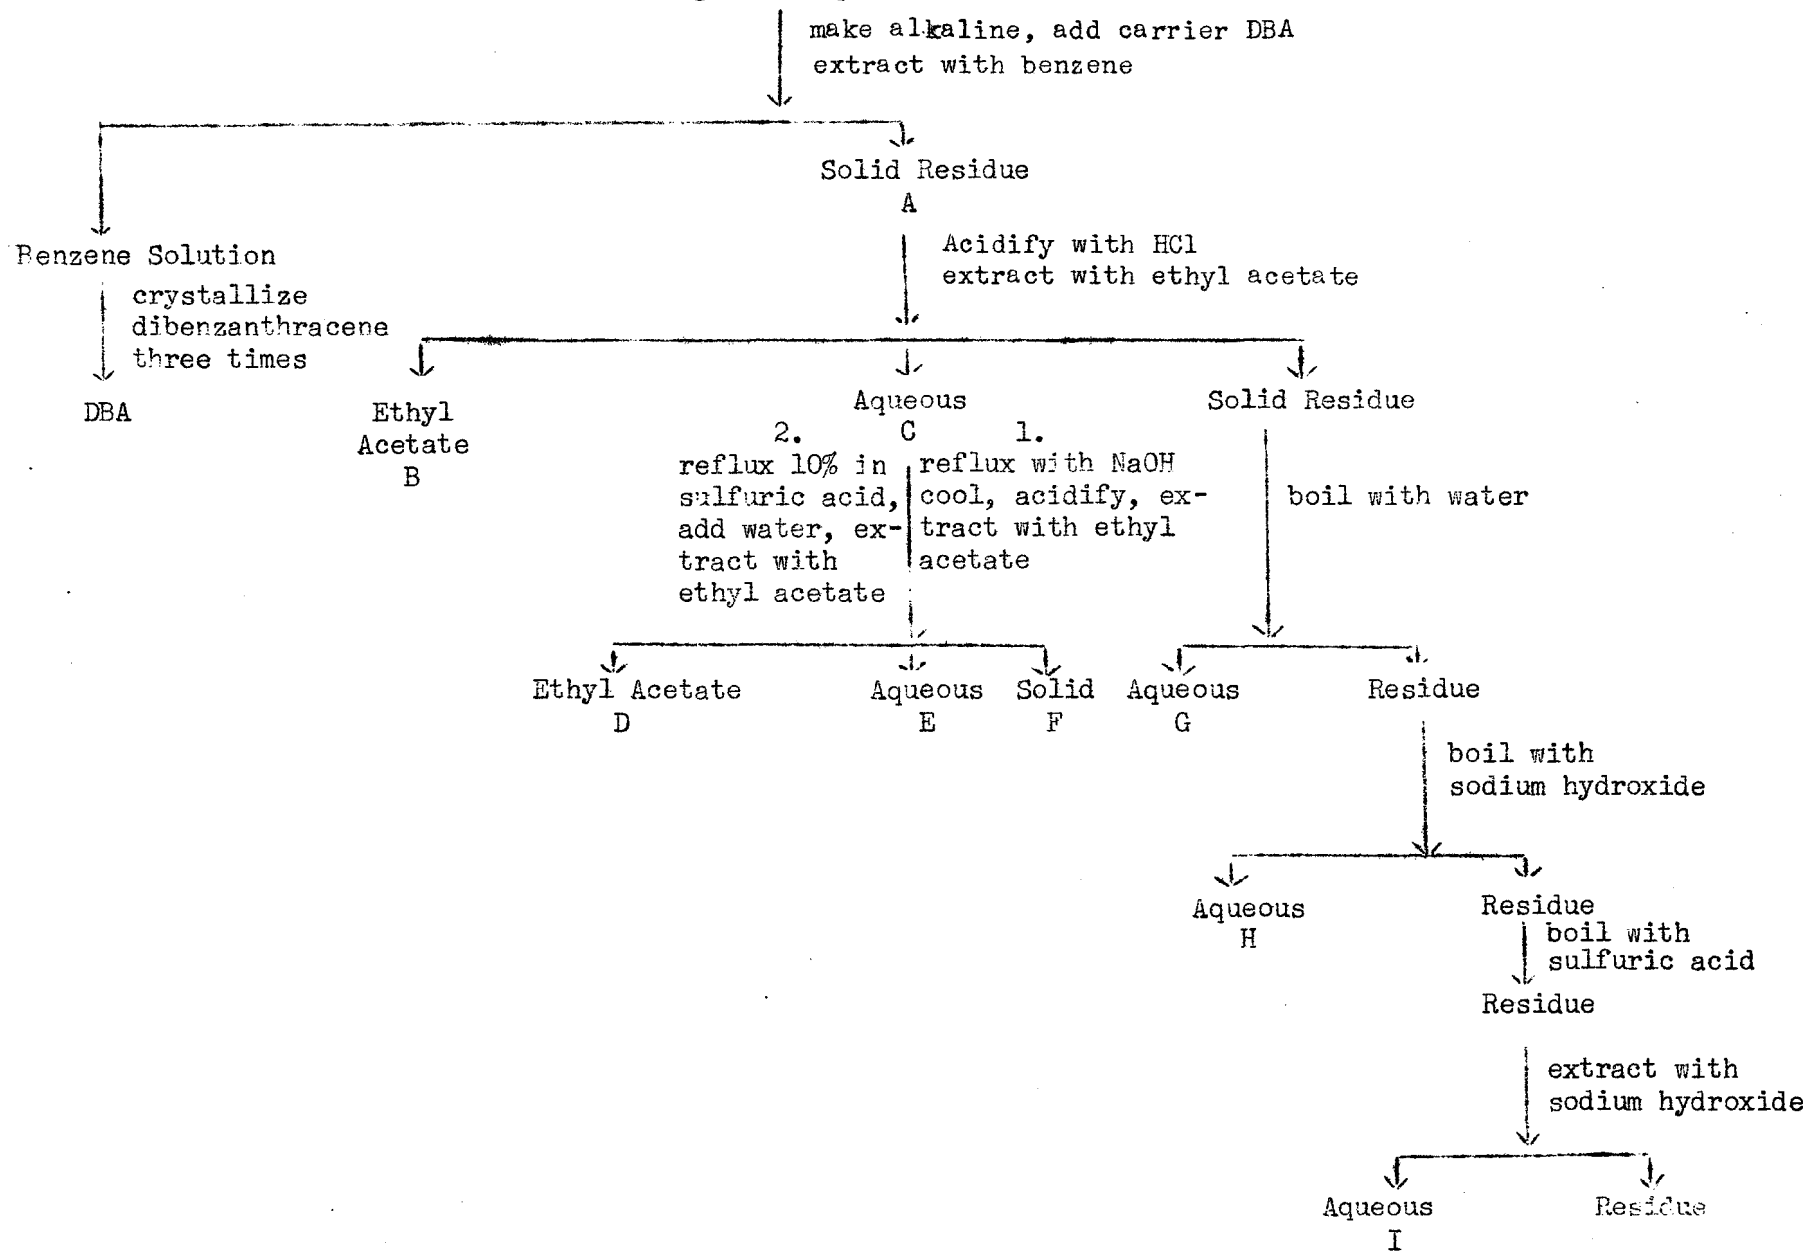 make alkaline, add carrier DBA
extract with benzene
Solid Residue
A
Benzene Solution
crystallize
dibenzanthracene
three times
DBA
Acidify with HCl
extract with ethyl acetate
Ethyl
Acetate
B
Aqueous
C
Solid Residue
2.
reflux 10% in
sulfuric acid,
add water, ex-
tract with
ethyl acetate
1.
reflux with NaOH
cool, acidify, ex-
tract with ethyl
acetate
boil with water
Ethyl Acetate
D
Aqueous
E
Solid
F
Aqueous
G
Residue
boil with
sodium hydroxide
Aqueous
H
Residue
boil with
sulfuric acid
Residue
extract with
sodium hydroxide
Aqueous
I
Residue